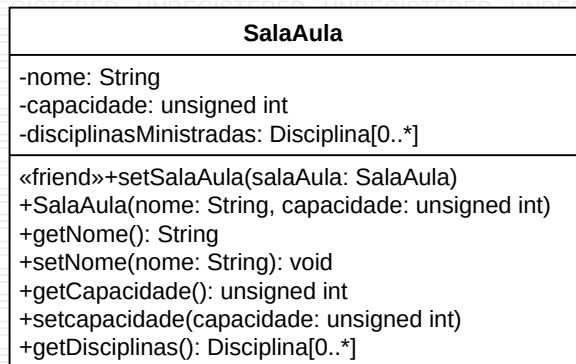 SalaAula
-nome: String
-capacidade: unsigned int
-disciplinasMinistradas: Disciplina[0..*]
«friend»+setSalaAula(salaAula: SalaAula)
+SalaAula(nome: String, capacidade: unsigned int)
+getNome(): String
+setNome(nome: String): void
+getCapacidade(): unsigned int
+setcapacidade(capacidade: unsigned int)
+getDisciplinas(): Disciplina[0..*]